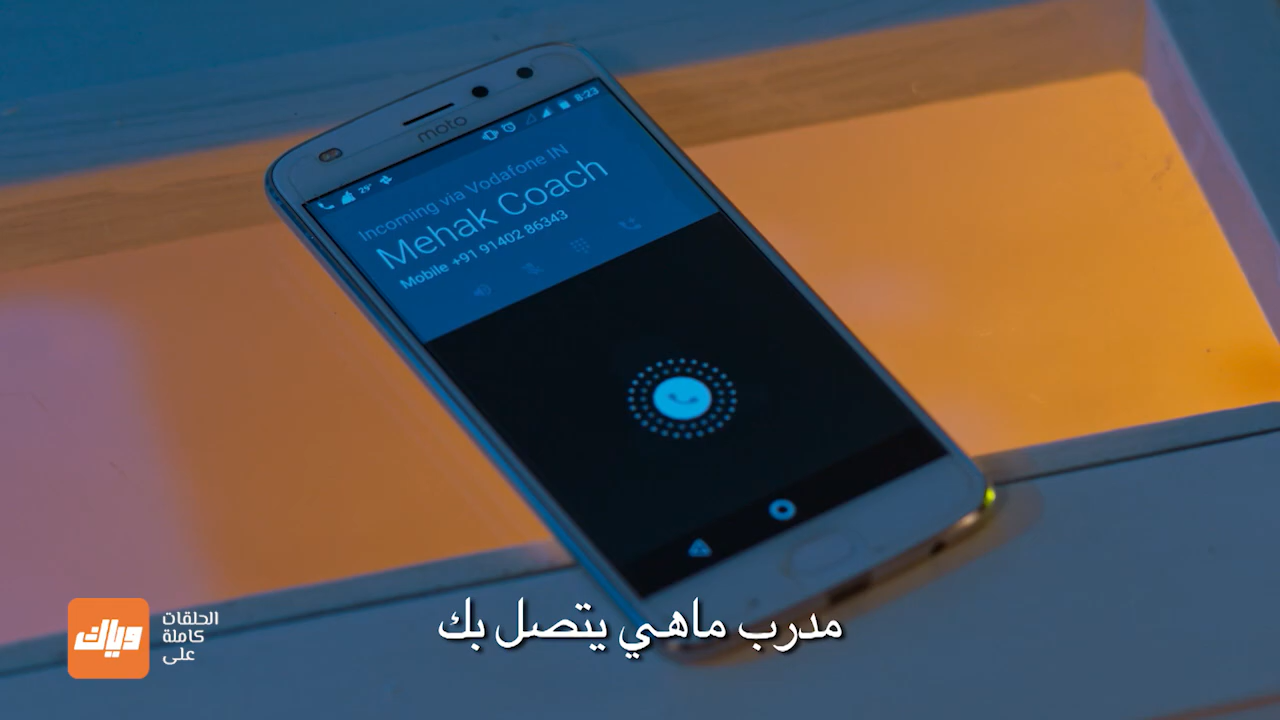 moto
29°
8:23
Incoming via Vodafone IN
Mehak Coach
Mobile +91 91402 86343
مدرب ماهي يتصل بك
وياك
الحلقات
كاملة
على